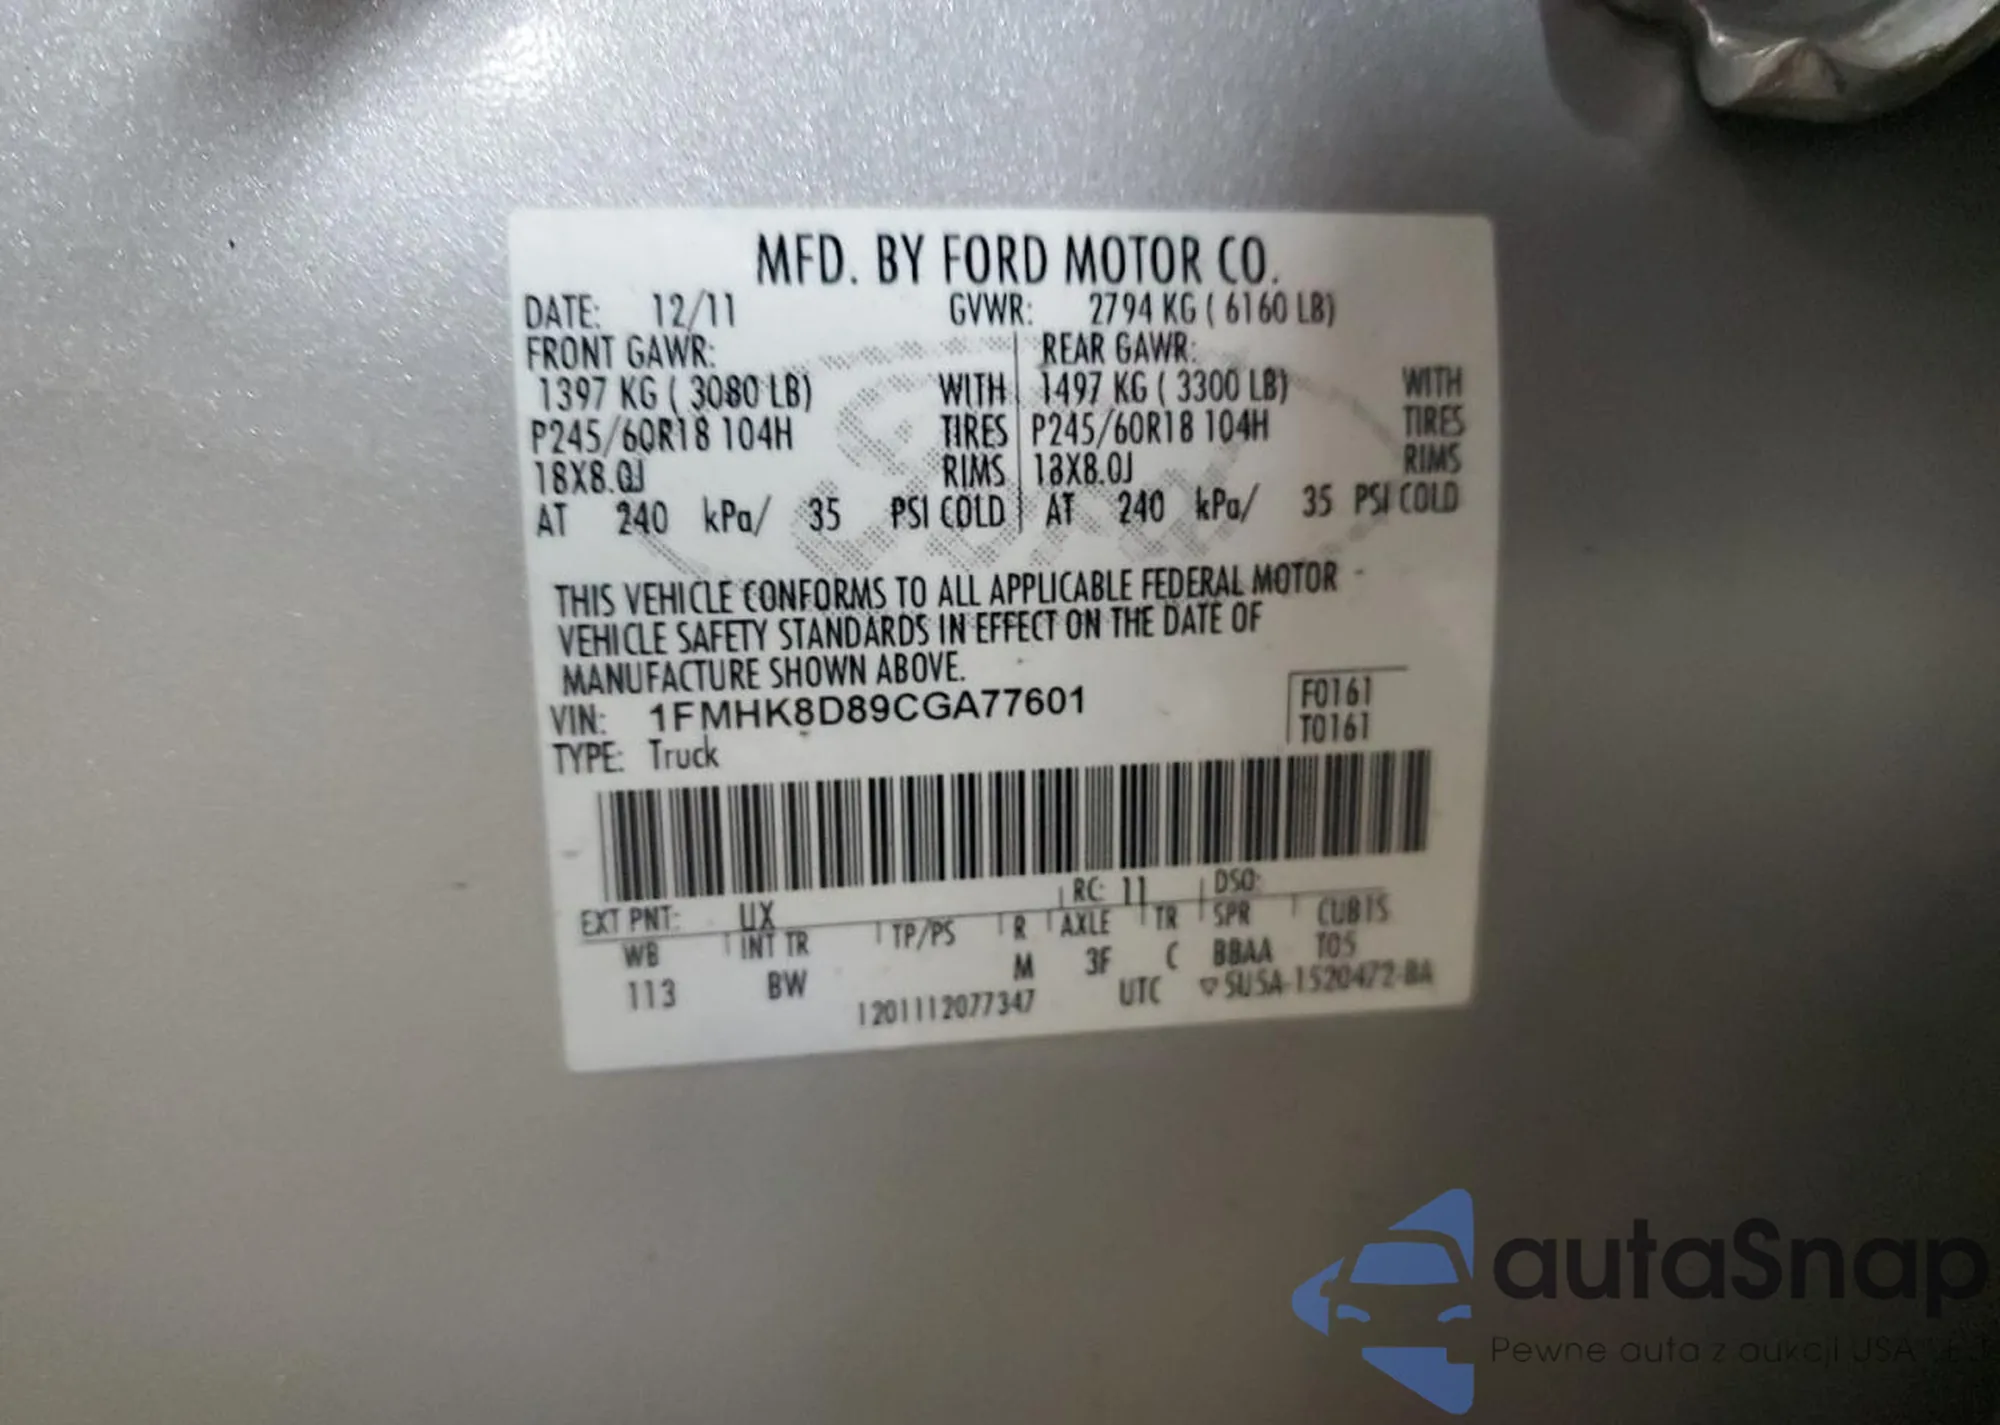 MFD. BY FORD MOTOR CO.
DATE: 12/11 GVWR: 2794 KG ( 6160 LB)
FRONT GAWR: REAR GAWR:
1397 KG ( 3080 LB) WITH 1497 KG ( 3300 LB) WITH
P245/60R18 104H TIRES P245/60R18 104H TIRES
18X8.0J RIMS 18X8.0J RIMS
AT 240 kPa/ 35 PSI COLD AT 240 kPa/ 35 PSI COLD
THIS VEHICLE CONFORMS TO ALL APPLICABLE FEDERAL MOTOR
VEHICLE SAFETY STANDARDS IN EFFECT ON THE DATE OF
MANUFACTURE SHOWN ABOVE.
VIN: 1FMHK8D89CGA77601 F0161
TYPE: Truck T0161
EXT PNT: UX RC: 11 DSO:
WB INT TR TP/PS R AXLE TR SPR CUBIS
113 BW M 3F C BBAA T05
1201112077347 UTC ▽5U5A-1520472-BA
autaSnap
Pewne auta z aukcji USA